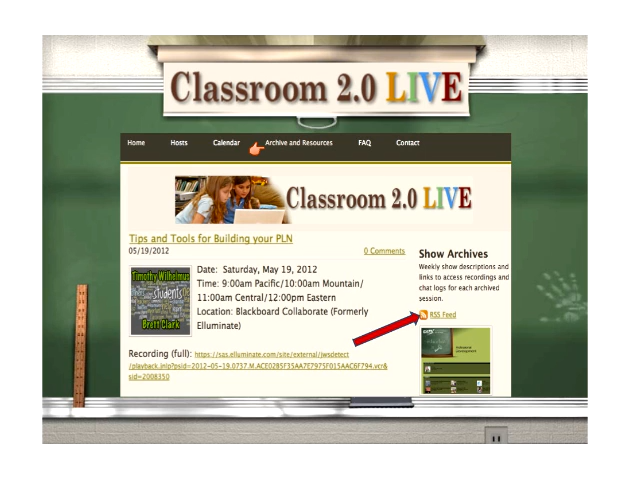 Classroom 2.0 LIVE
Home Hosts Calendar Archive and Resources FAQ Contact
Classroom 2.0 LIVE
Tips and Tools for Building your PLN
05/19/2012 0 Comments
Timothy Wilhelmus
students
Brett Clark
Date: Saturday, May 19, 2012
Time: 9:00am Pacific/10:00am Mountain/
11:00am Central/12:00pm Eastern
Location: Blackboard Collaborate (Formerly
Elluminate)
Recording (full): https://sas.elluminate.com/site/external/jwsdetect
/playback.jnlp?psid=2012-05-19.0737.M.ACE0285F35AA7E7975F015AAC6F794.vcr&
sid=2008350
Show Archives
Weekly show descriptions and
links to access recordings and
chat logs for each archived
session.
RSS Feed